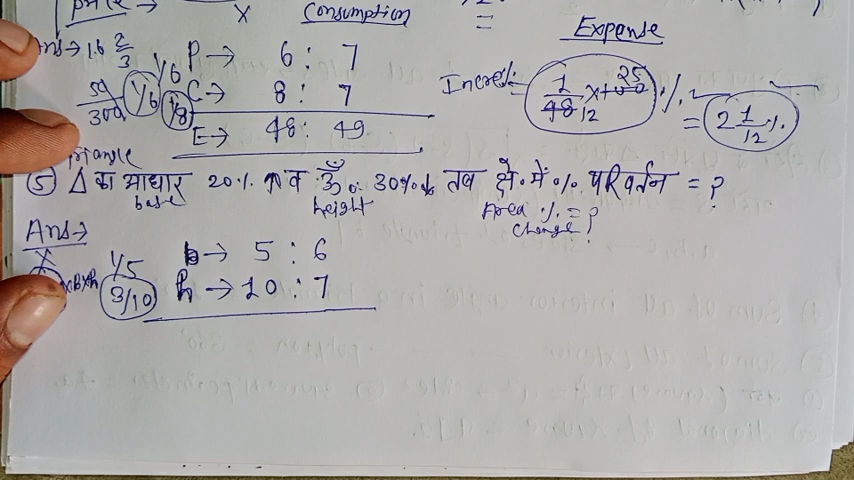 price →
X Consumption
=
Expense
Ans → 16 2/3
1/6 P → 6 : 7
50/300 1/6 1/8 C → 8 : 7
E → 48 : 49
= 1/48 12 × 100 25 % = 2 1/12 %
triangle
⑤ Δ का आधार 20% ↑ व ऊँ० 30% ↓ तब क्षे० में % परिवर्तन = ?
base height Area % = ?
change
Ans →
1/5 b → 5 : 6
3/10 h → 10 : 7